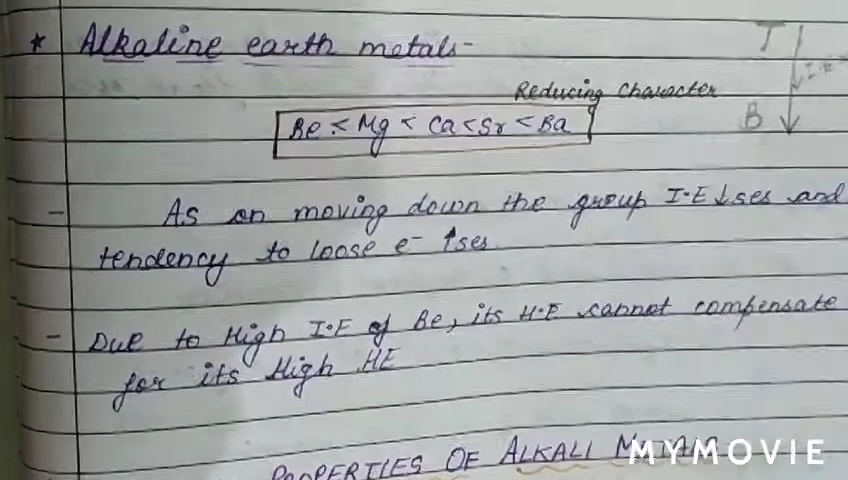 * Alkaline earth metals-
T
I.E
Reducing Character
B
Be < Mg < Ca < Sr < Ba
- As on moving down the group I.E ↓ses and
tendency to loose e⁻ ↑ses
- Due to High I.E of Be, its H.E cannot compensate
for its High HE
PROPERTIES OF ALKALI
MYMOVIE